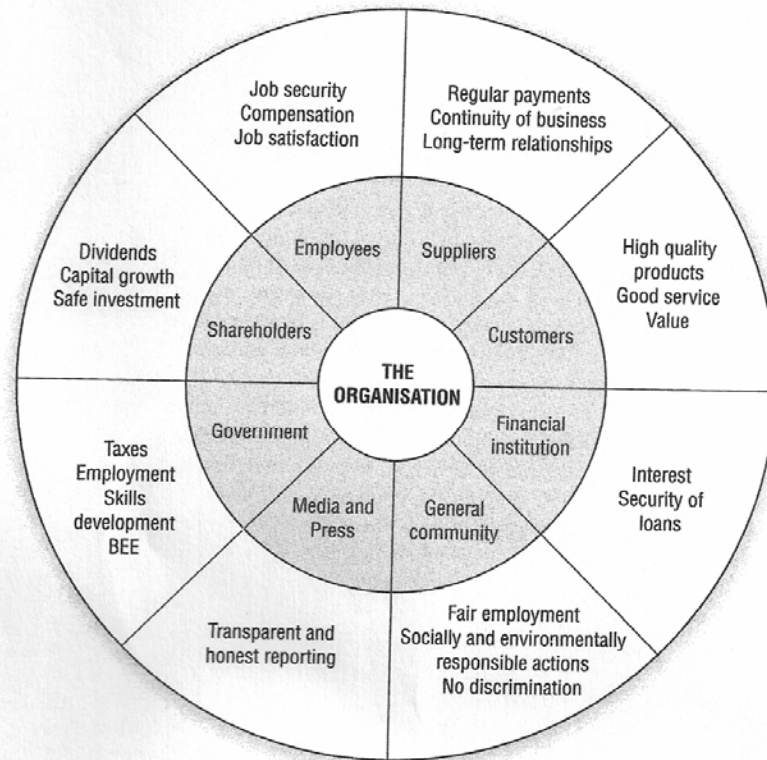 Job security
Compensation
Job satisfaction
Regular payments
Continuity of business
Long-term relationships
High quality
products
Good service
Value
Interest
Security of
loans
Fair employment
Socially and environmentally
responsible actions
No discrimination
Transparent and
honest reporting
Taxes
Employment
Skills
development
BEE
Dividends
Capital growth
Safe investment
Employees
Suppliers
Customers
Financial
institution
General
community
Media and
Press
Government
Shareholders
THE
ORGANISATION